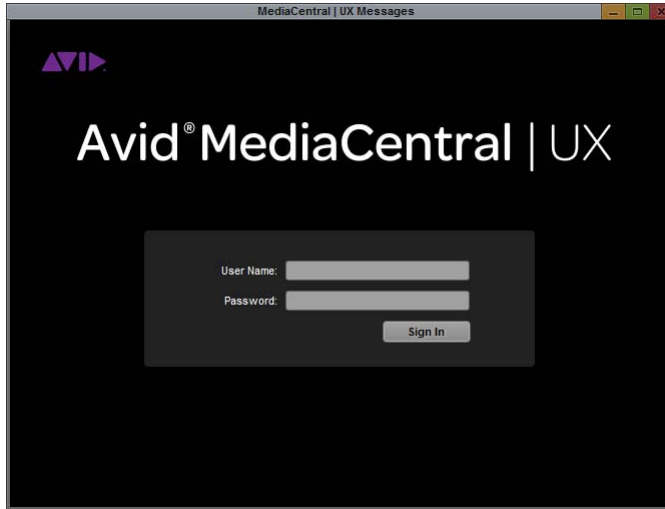 MediaCentral | UX Messages
AVID
Avid® MediaCentral | UX
User Name:
Password:
Sign In